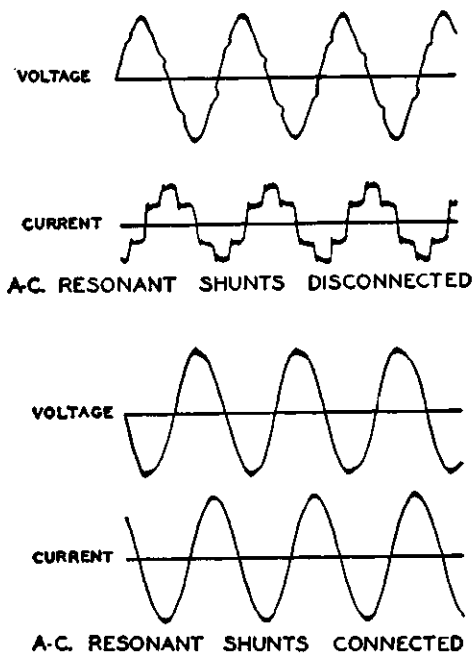 VOLTAGE
CURRENT
A-C. RESONANT SHUNTS DISCONNECTED
VOLTAGE
CURRENT
A-C. RESONANT SHUNTS CONNECTED